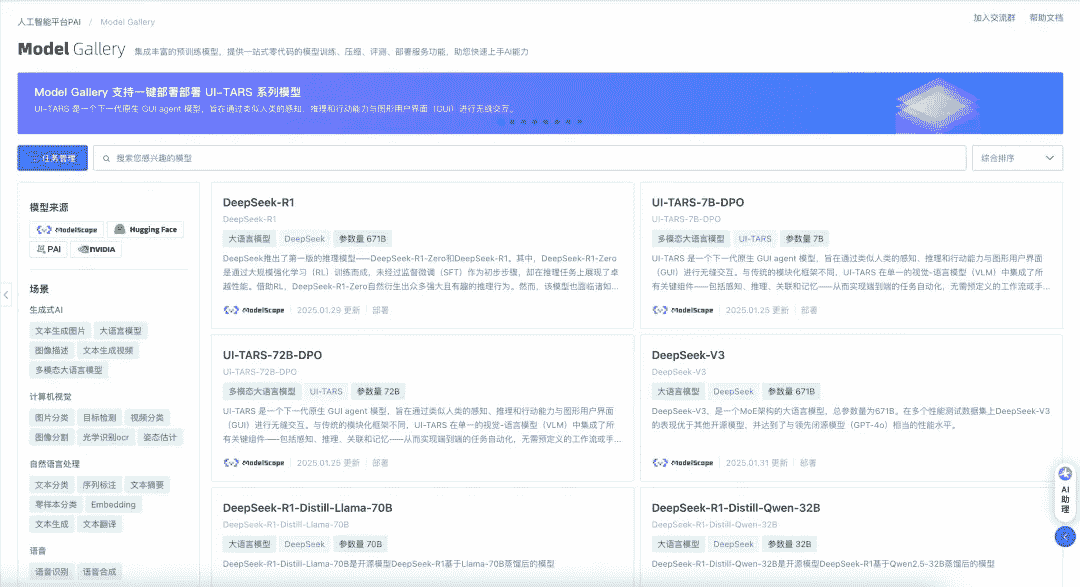 人工智能平台PAI / Model Gallery
加入交流群 帮助文档
Model Gallery 集成丰富的预训练模型，提供一站式零代码的模型训练、压缩、评测、部署服务功能，助您快速上手AI能力
Model Gallery 支持一键部署部署 UI-TARS 系列模型
UI-TARS 是一个下一代原生 GUI agent 模型，旨在通过类似人类的感知、推理和行动能力与图形用户界面（GUI）进行无缝交互。
任务管理
搜索您感兴趣的模型
综合排序
模型来源
ModelScope
Hugging Face
PAI
NVIDIA
场景
生成式AI
文本生成图片 大语言模型
图像描述 文本生成视频
多模态大语言模型
计算机视觉
图片分类 目标检测 视频分类
图像分割 光学识别ocr 姿态估计
自然语言处理
文本分类 序列标注 文本摘要
零样本分类 Embedding
文本生成 文本翻译
语音
语音识别 语音合成
DeepSeek-R1
DeepSeek-R1
大语言模型 DeepSeek 参数量 671B
DeepSeek推出了第一版的推理模型——DeepSeek-R1-Zero和DeepSeek-R1。其中，DeepSeek-R1-Zero
是通过大规模强化学习（RL）训练而成，未经过监督微调（SFT）作为初步步骤，却在推理任务上展现了卓
越性能。借助RL，DeepSeek-R1-Zero自然衍生出众多强大且有趣的推理行为。然而，该模型也面临诸如...
ModelScope 2025.01.29 更新 部署
UI-TARS-7B-DPO
UI-TARS-7B-DPO
多模态大语言模型 UI-TARS 参数量 7B
UI-TARS 是一个下一代原生 GUI agent 模型，旨在通过类似人类的感知、推理和行动能力与图形用户界面
（GUI）进行无缝交互。与传统的模块化框架不同，UI-TARS 在单一的视觉-语言模型（VLM）中集成了所
有关键组件——包括感知、推理、关联和记忆——从而实现端到端的任务自动化，无需预定义的工作流或手...
ModelScope 2025.01.25 更新 部署
UI-TARS-72B-DPO
UI-TARS-72B-DPO
多模态大语言模型 UI-TARS 参数量 72B
UI-TARS 是一个下一代原生 GUI agent 模型，旨在通过类似人类的感知、推理和行动能力与图形用户界面
（GUI）进行无缝交互。与传统的模块化框架不同，UI-TARS 在单一的视觉-语言模型（VLM）中集成了所
有关键组件——包括感知、推理、关联和记忆——从而实现端到端的任务自动化，无需预定义的工作流或手...
ModelScope 2025.01.25 更新 部署
DeepSeek-V3
DeepSeek-V3
大语言模型 DeepSeek 参数量 671B
DeepSeek-V3，是一个MoE架构的大语言模型，总参数量为671B。在多个性能测试数据集上DeepSeek-V3
的表现优于其他开源模型，并达到了与领先闭源模型（GPT-4o）相当的性能水平。
ModelScope 2025.01.31 更新 部署
DeepSeek-R1-Distill-Llama-70B
DeepSeek-R1-Distill-Llama-70B
大语言模型 DeepSeek 参数量 70B
DeepSeek-R1-Distill-Llama-70B是开源模型DeepSeek-R1基于Llama-70B蒸馏后的模型
DeepSeek-R1-Distill-Qwen-32B
DeepSeek-R1-Distill-Qwen-32B
大语言模型 DeepSeek 参数量 32B
DeepSeek-R1-Distill-Qwen-32B是开源模型DeepSeek-R1基于Qwen2.5-32B蒸馏后的模型
AI
助
理